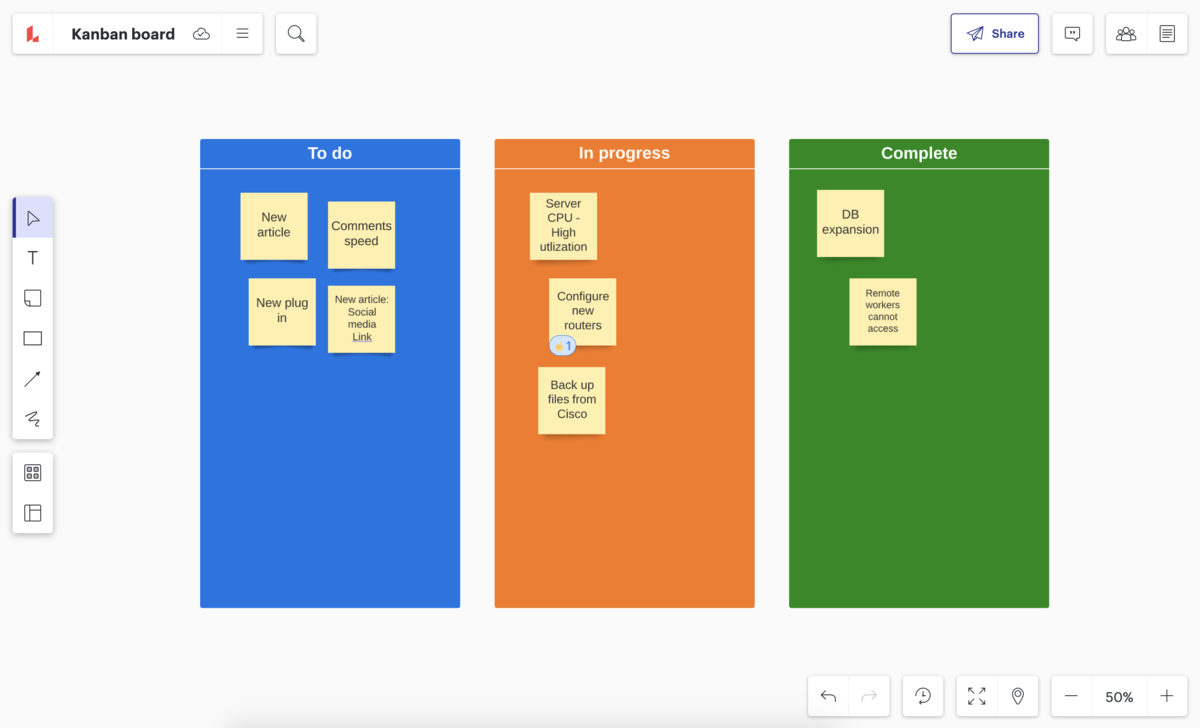 Kanban board
Share
To do
New
article
Comments
speed
New plug
in
New article:
Social
media
Link
In progress
Server
CPU -
High
utlization
Configure
new
routers
1
Back up
files from
Cisco
Complete
DB
expansion
Remote
workers
cannot
access
T
50%